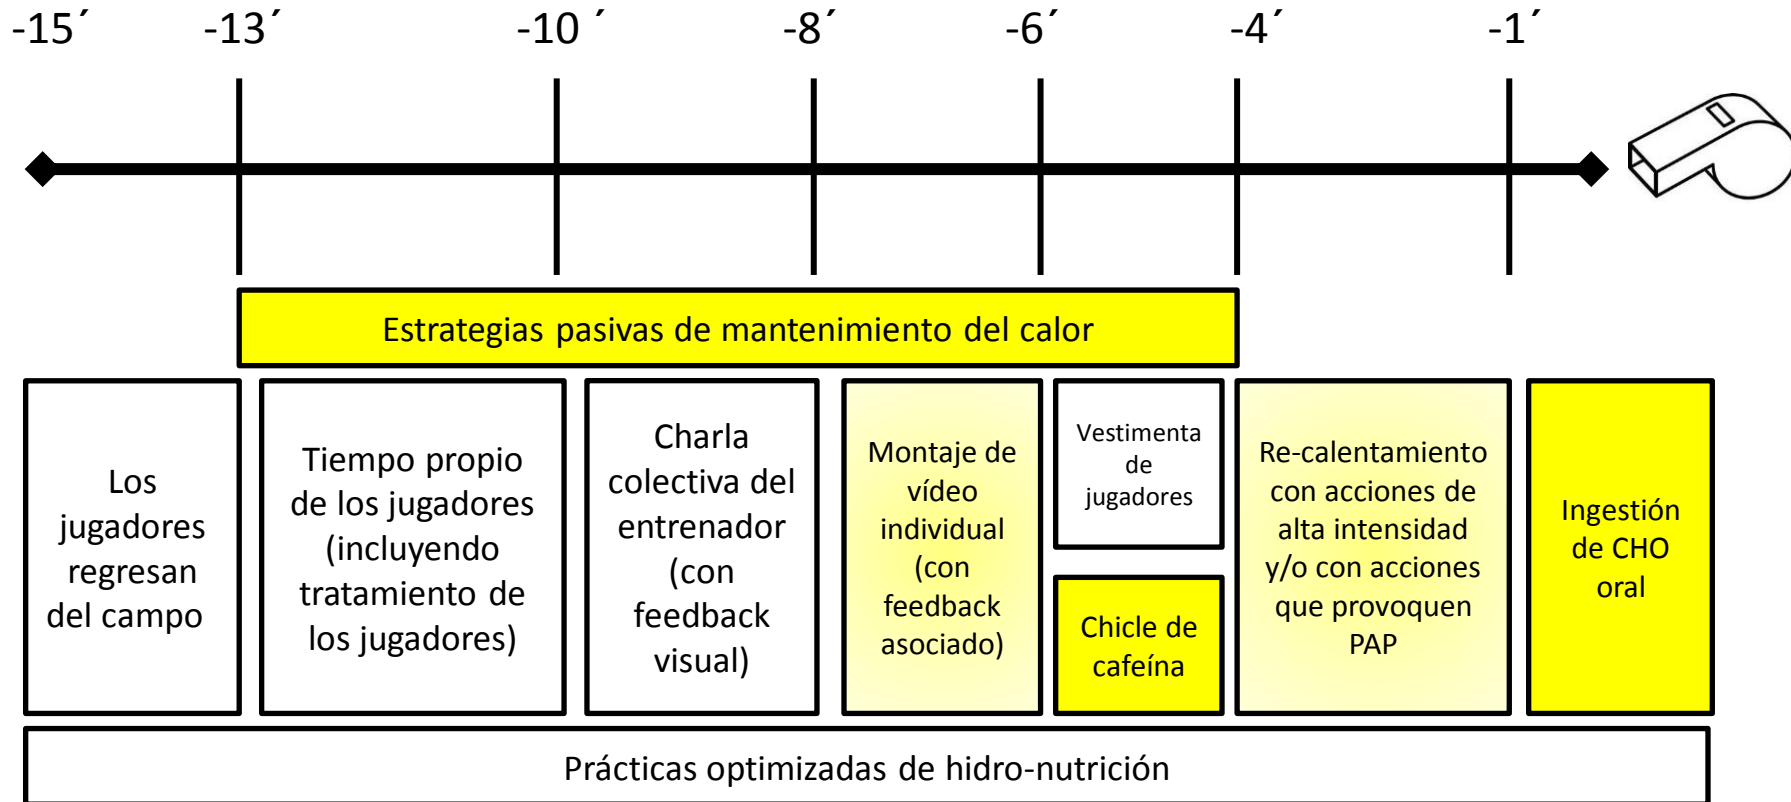 -15´ -13´ -10 ´ -8´ -6´ -4´ -1´
Estrategias pasivas de mantenimiento del calor
Los
jugadores
regresan
del campo
Tiempo propio
de los jugadores
(incluyendo
tratamiento de
los jugadores)
Charla
colectiva del
entrenador
(con
feedback
visual)
Montaje de
vídeo
individual
(con
feedback
asociado)
Vestimenta
de
jugadores
Chicle de
cafeína
Re-calentamiento
con acciones de
alta intensidad
y/o con acciones
que provoquen
PAP
Ingestión
de CHO
oral
Prácticas optimizadas de hidro-nutrición